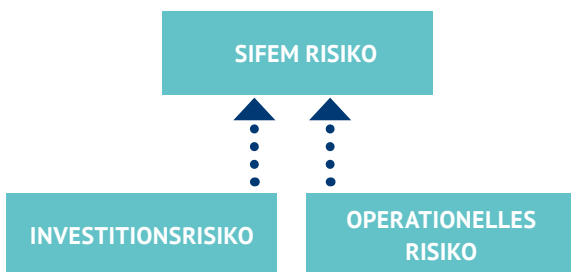 SIFEM RISIKO
INVESTITIONSRISIKO
OPERATIONELLES
RISIKO